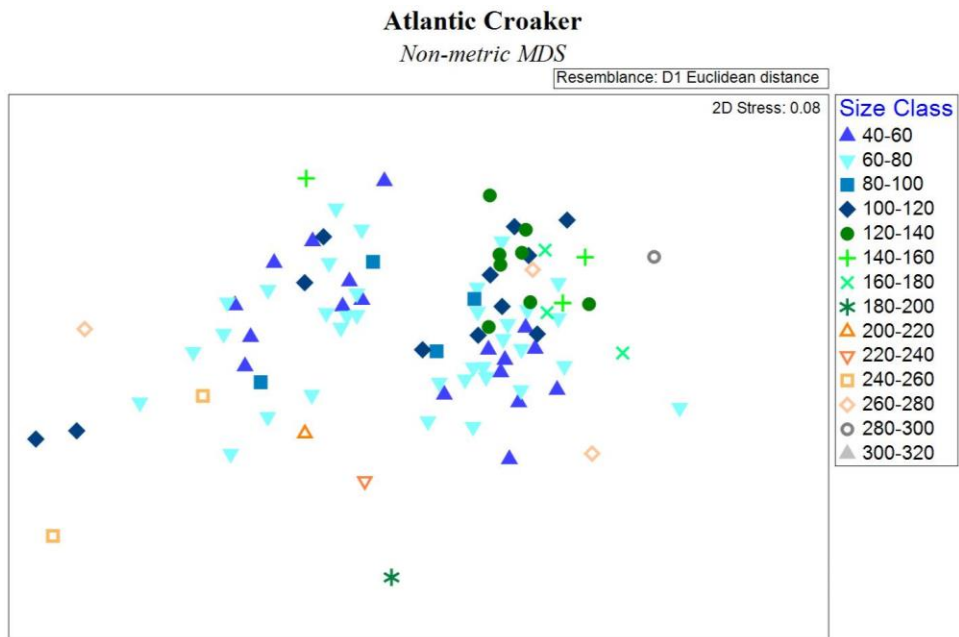 Atlantic Croaker
Non-metric MDS
Resemblance: D1 Euclidean distance
2D Stress: 0.08
Size Class
40-60
60-80
80-100
100-120
120-140
140-160
160-180
180-200
200-220
220-240
240-260
260-280
280-300
300-320